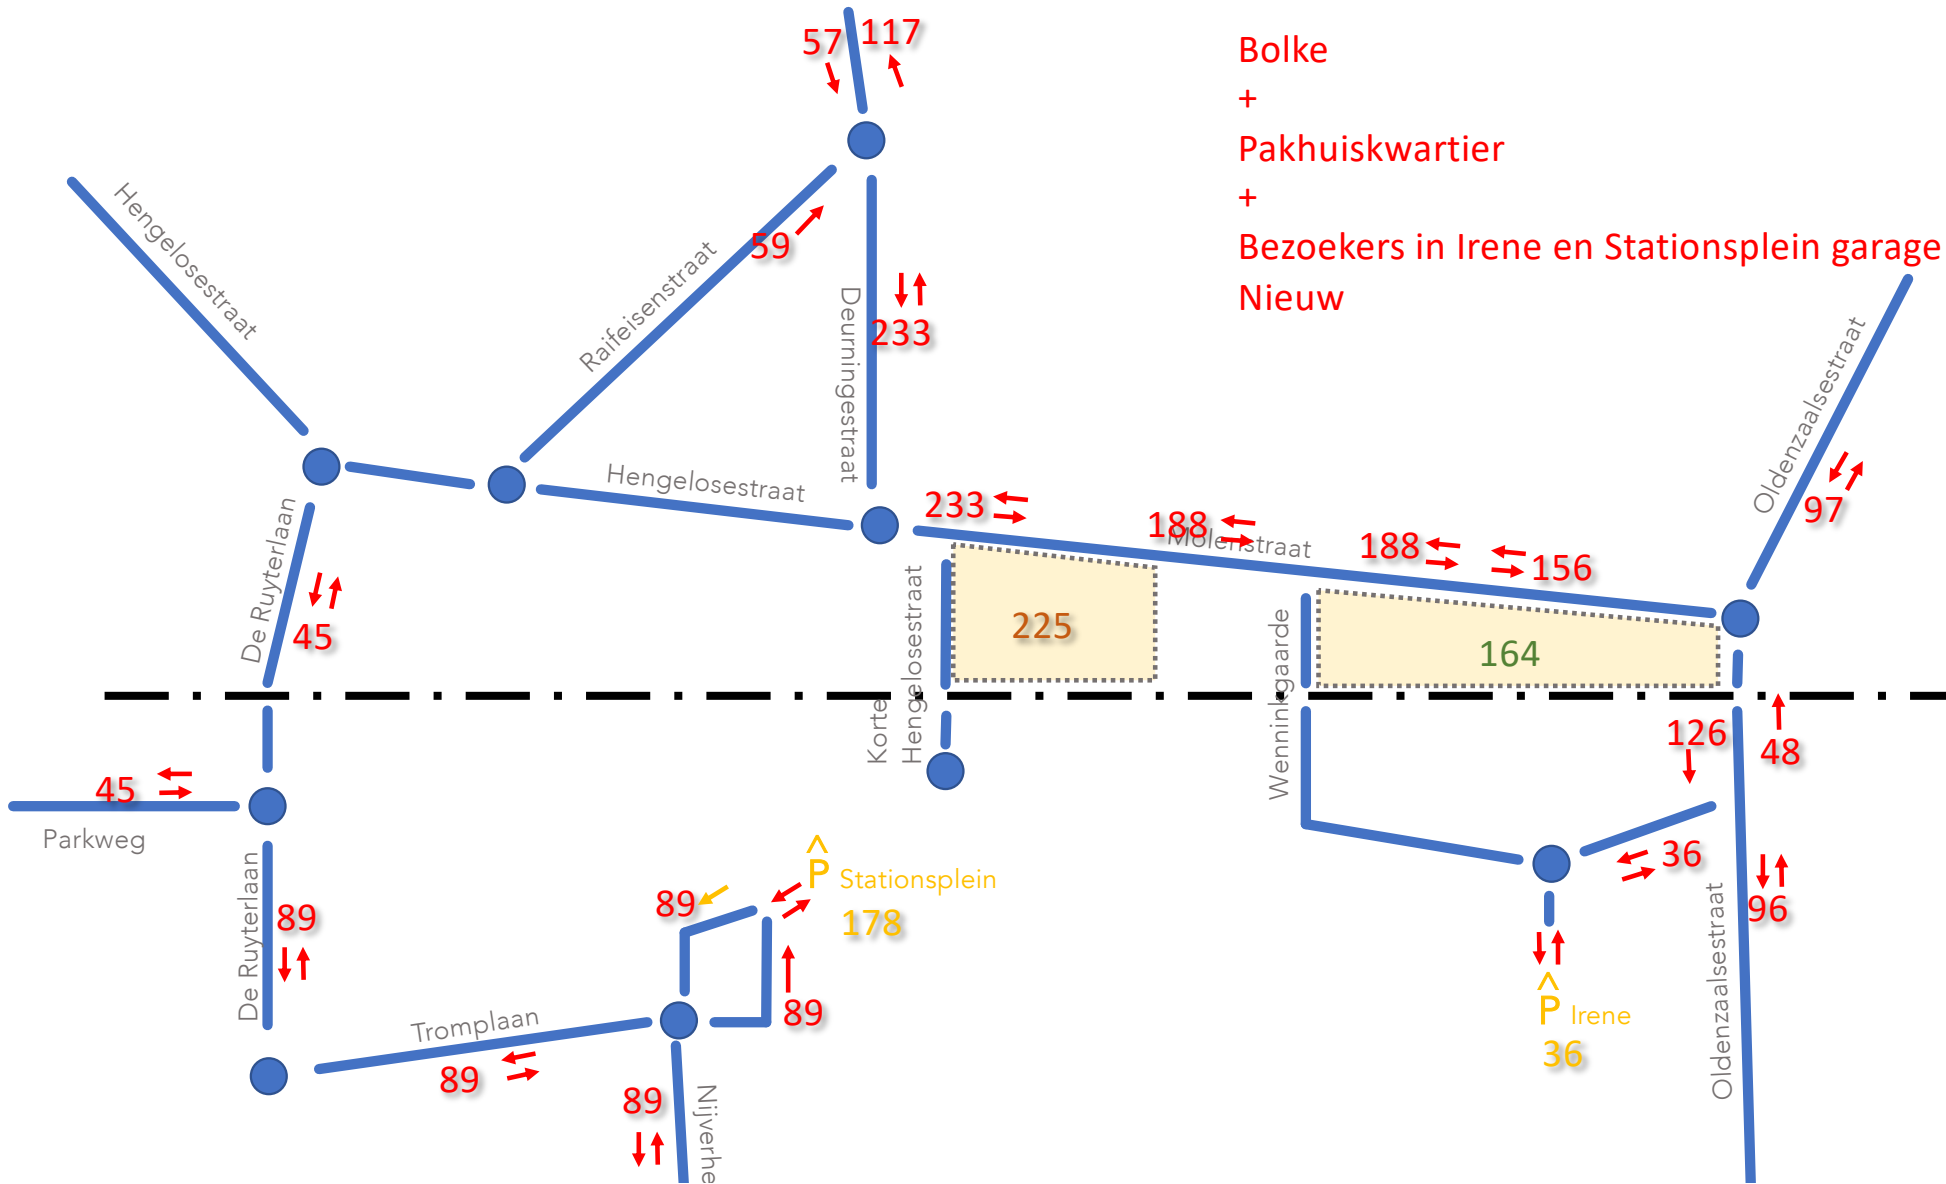 57
117
Bolke
+
Pakhuiskwartier
+
Bezoekers in Irene en Stationsplein garage
Nieuw
Hengelosestraat
Raifeisenstraat
59
Deurningestraat
233
Oldenzaalsestraat
97
Hengelosestraat
233
188
Molenstraat
188
156
De Ruyterlaan
45
Korte
Hengelosestraat
225
Wenninkgaarde
164
126
48
45
Parkweg
De Ruyterlaan
89
89
P Stationsplein
178
89
36
Oldenzaalsestraat
96
P Irene
36
Tromplaan
89
89
Nijverhe